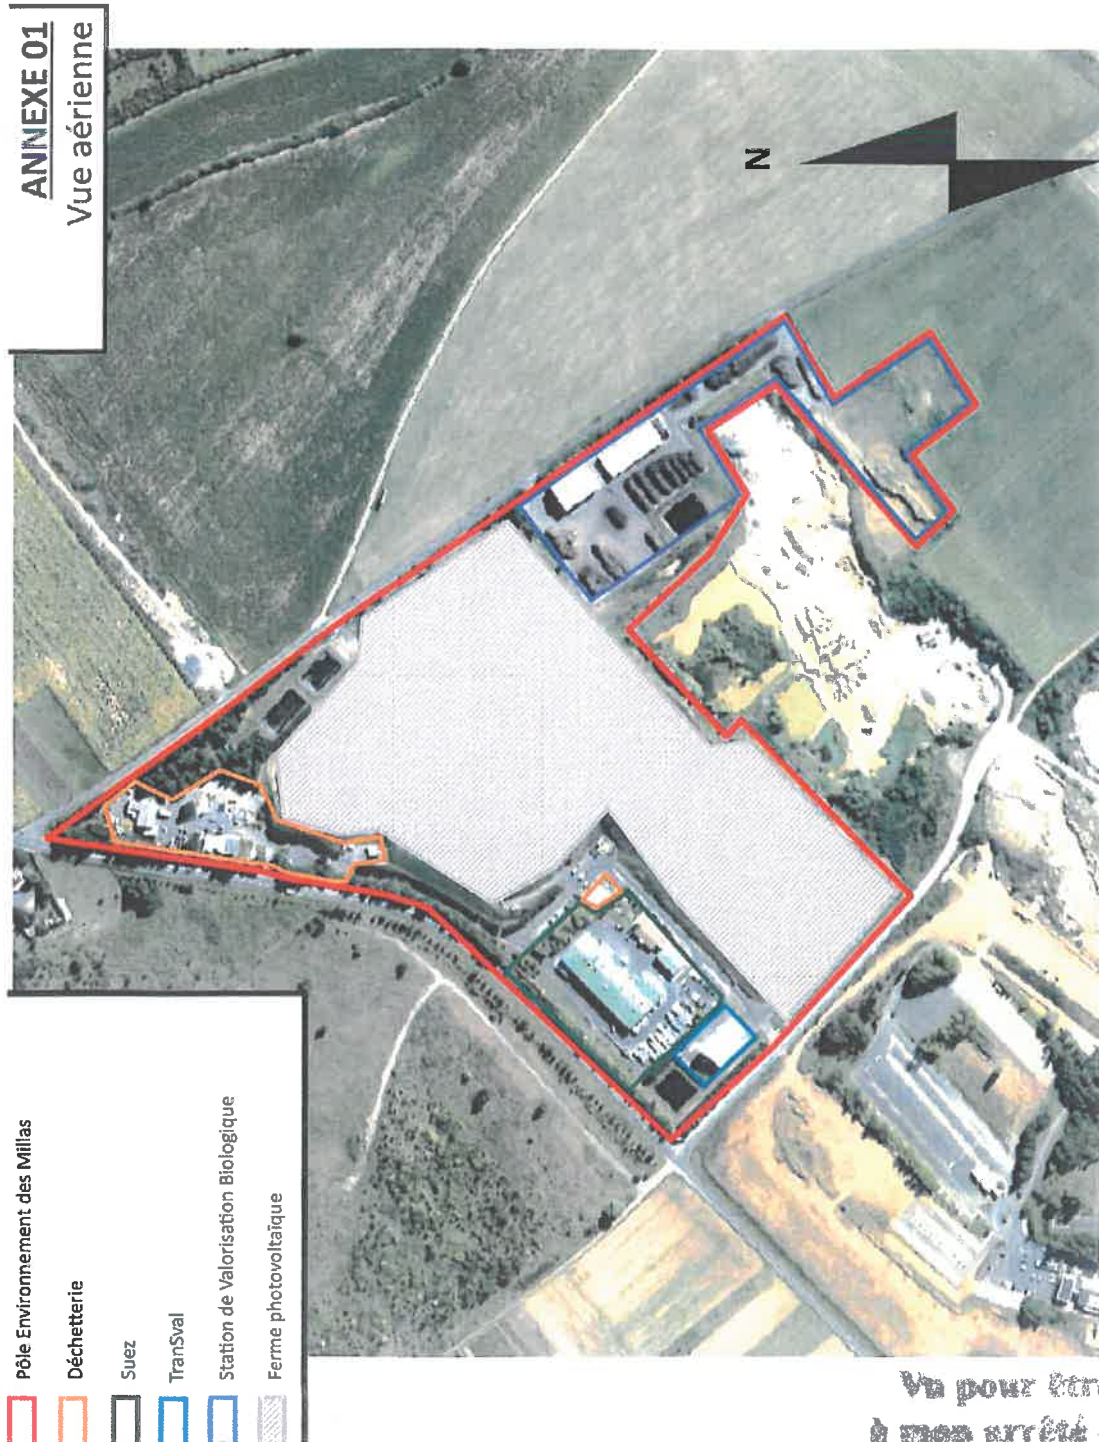 ANNEXE 01
Vue aérienne
N
Pôle Environnement des Millas
Déchetterie
Suez
TranSval
Station de Valorisation Biologique
Ferme photovoltaïque
Vu pour êtr
à mon arrêté